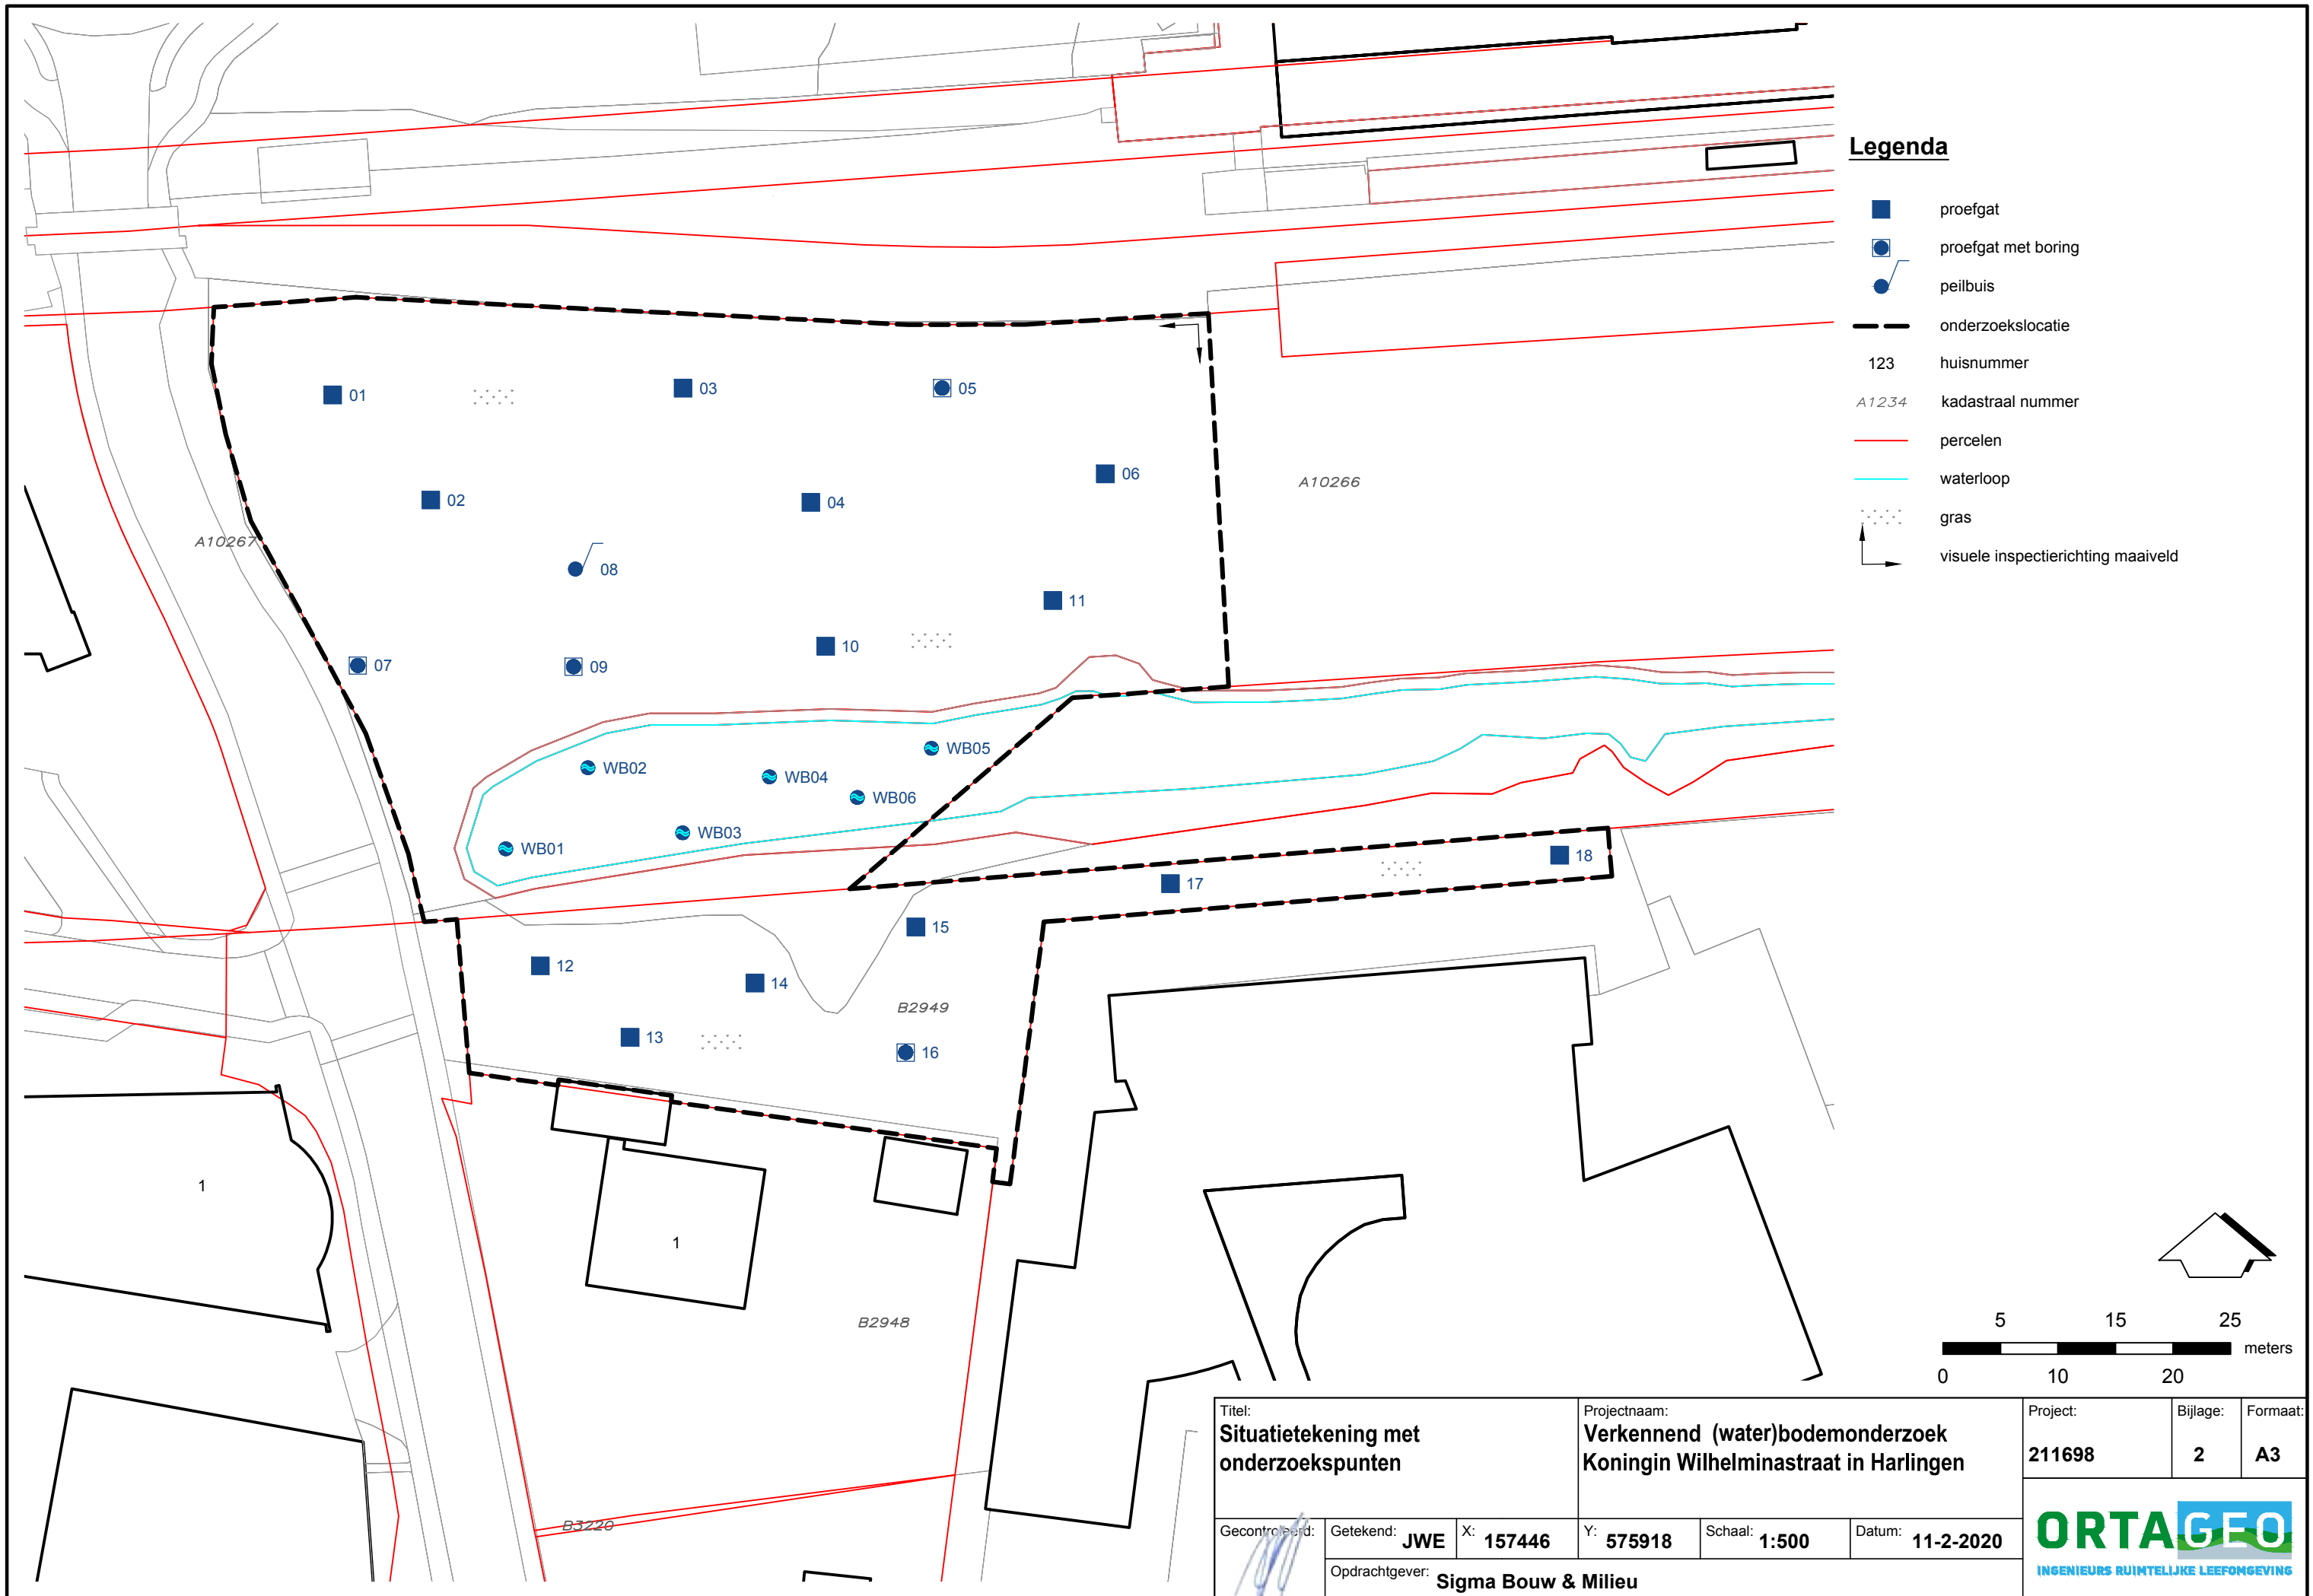 Legenda
proefgat
proefgat met boring
peilbuis
onderzoekslocatie
123 huisnummer
A1234 kadastraal nummer
percelen
waterloop
gras
visuele inspectierichting maaiveld
01
03
05
06
A10266
02
04
A10267
08
11
10
07
09
WB05
WB02
WB04
WB06
WB03
WB01
18
17
15
12
14
B2949
13
16
1
1
B2948
B3220
5 15 25
meters
0 10 20
Titel:
Situatietekening met
onderzoekspunten
Projectnaam:
Verkennend (water)bodemonderzoek
Koningin Wilhelminastraat in Harlingen
Project:
211698
Bijlage:
2
Formaat:
A3
Gecontroleerd:
Getekend: JWE
X: 157446
Y: 575918
Schaal: 1:500
Datum: 11-2-2020
Opdrachtgever: Sigma Bouw & Milieu
ORTAGEO
INGENIEURS RUIMTELIJKE LEEFOMGEVING